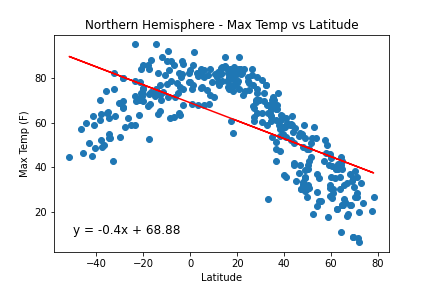 Northern Hemisphere - Max Temp vs Latitude
Max Temp (F)
80
60
40
20
y = -0.4x + 68.88
−40 −20 0 20 40 60 80
Latitude